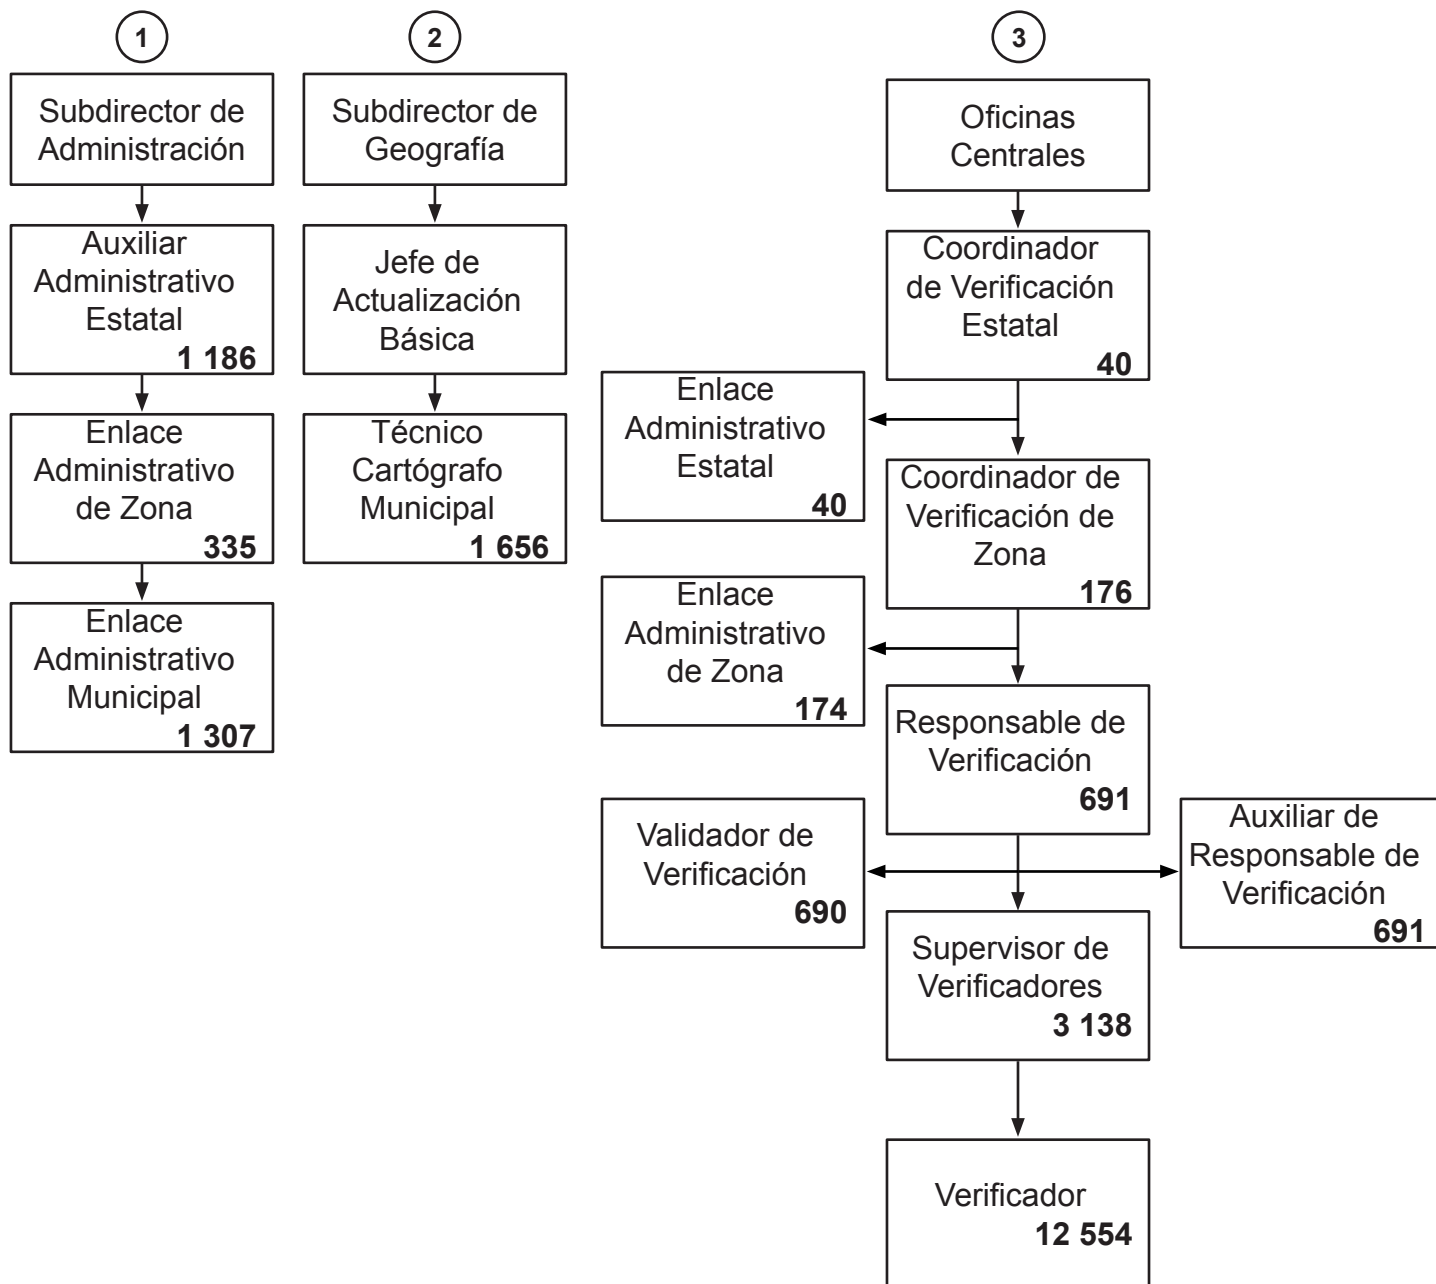 1
Subdirector de
Administración
Auxiliar
Administrativo
Estatal
1 186
Enlace
Administrativo
de Zona
335
Enlace
Administrativo
Municipal
1 307
2
Subdirector de
Geografía
Jefe de
Actualización
Básica
Técnico
Cartógrafo
Municipal
1 656
3
Oficinas
Centrales
Coordinador
de Verificación
Estatal
40
Enlace
Administrativo
Estatal
40
Coordinador de
Verificación de
Zona
176
Enlace
Administrativo
de Zona
174
Responsable de
Verificación
691
Validador de
Verificación
690
Auxiliar de
Responsable de
Verificación
691
Supervisor de
Verificadores
3 138
Verificador
12 554